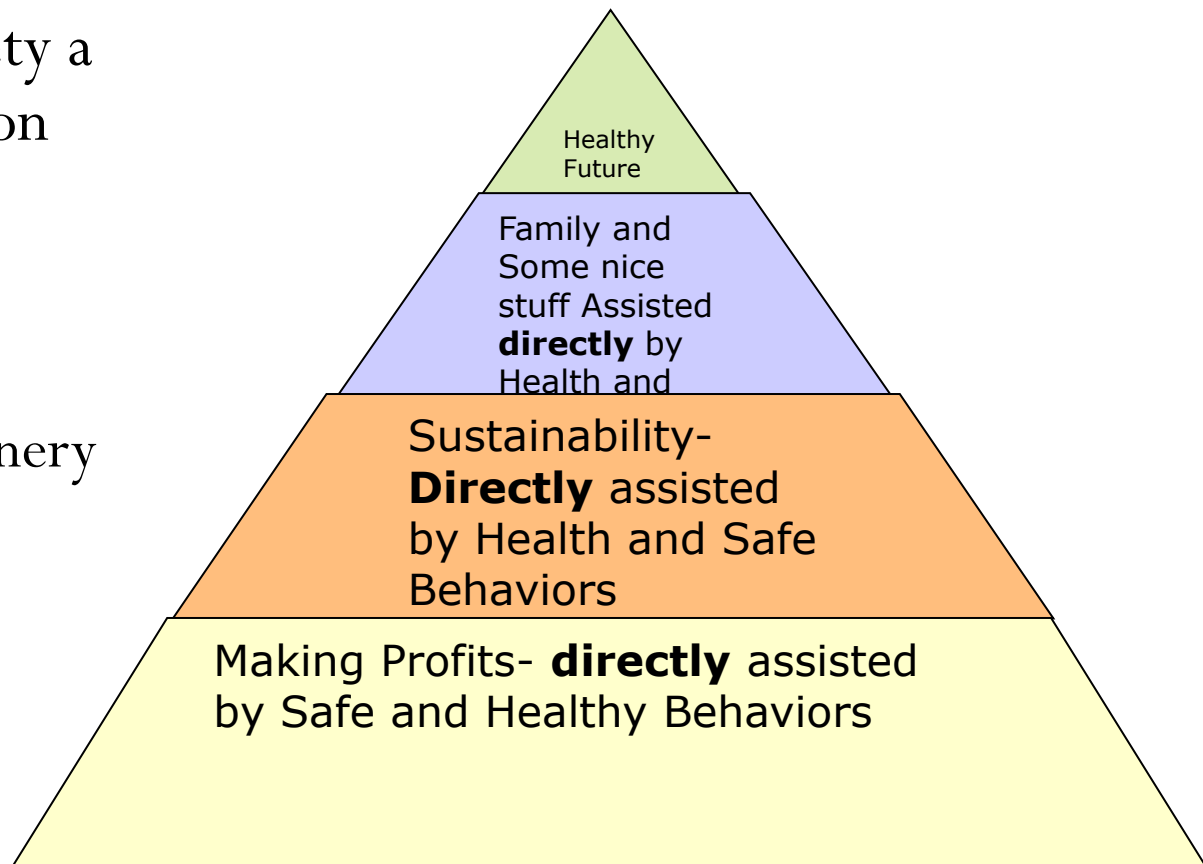 ty a
on
nery
Healthy
Future
Family and
Some nice
stuff Assisted
directly by
Health and
Sustainability-
Directly assisted
by Health and Safe
Behaviors
Making Profits- directly assisted
by Safe and Healthy Behaviors